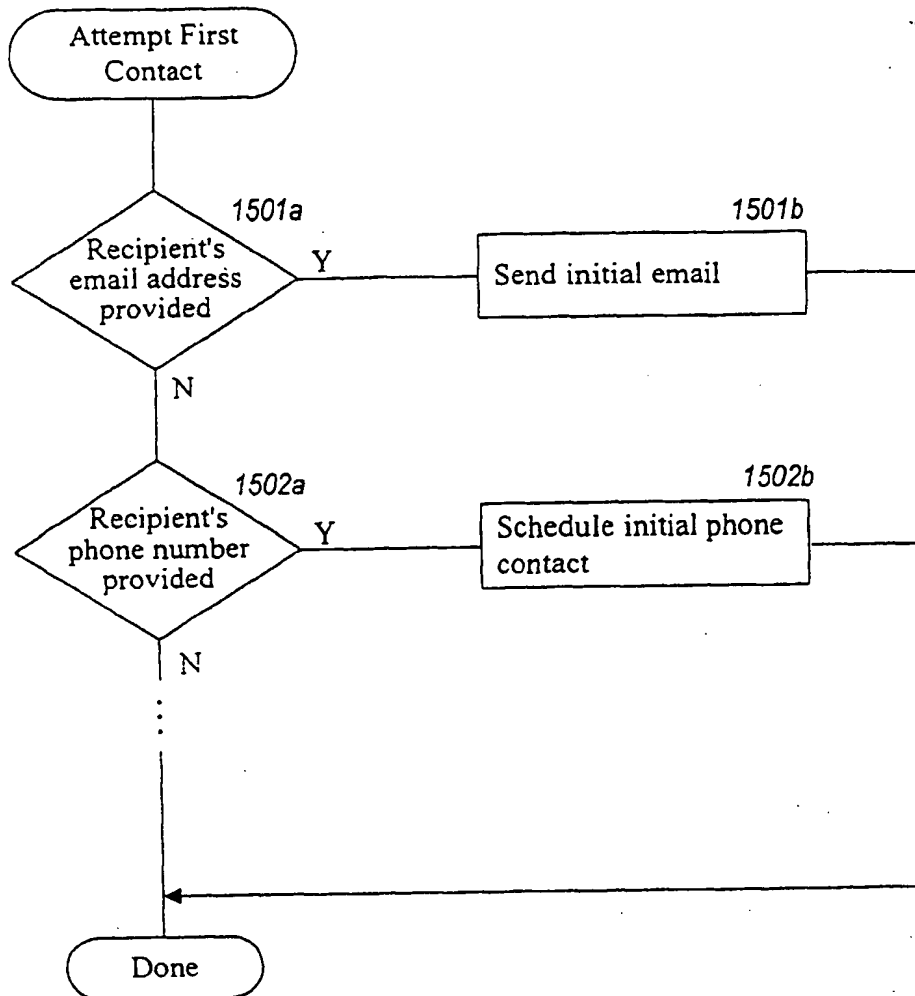 Attempt First
Contact
1501a
Recipient's
email address
provided
Y
N
1501b
Send initial email
1502a
Recipient's
phone number
provided
Y
N
1502b
Schedule initial phone
contact
Done